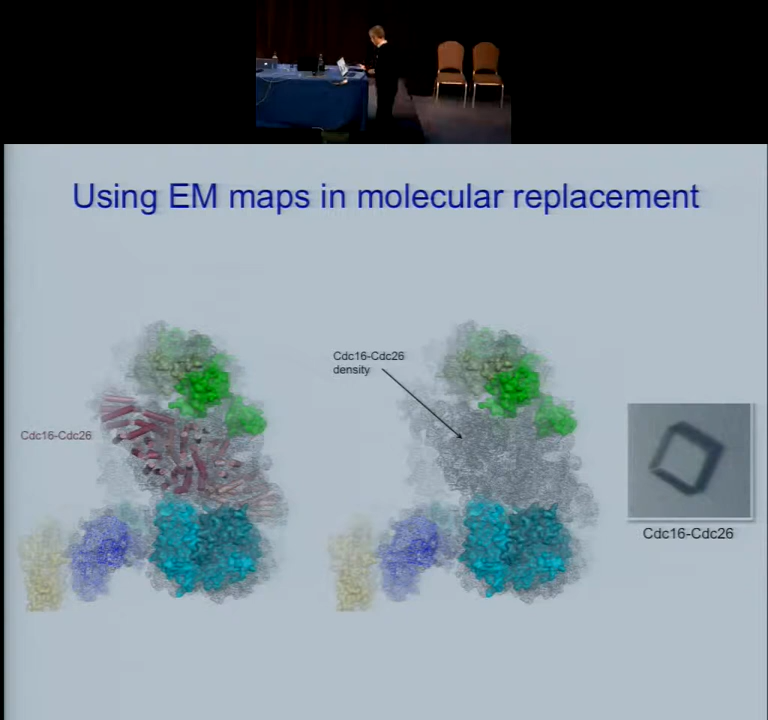 Using EM maps in molecular replacement
Cdc16-Cdc26
density
Cdc16-Cdc26
Cdc16-Cdc26